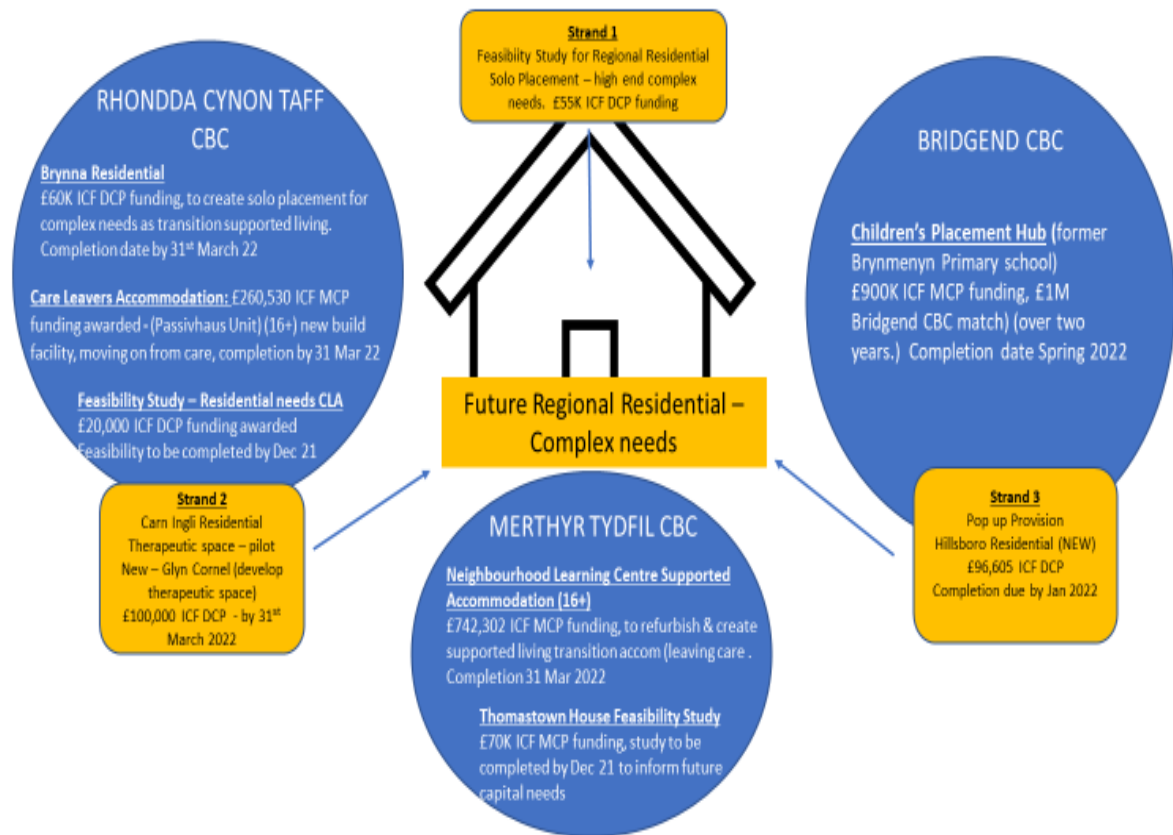 Strand 1
Feasibility Study for Regional Residential
Solo Placement – high end complex
needs. £55K ICF DCP funding
RHONDDA CYNON TAFF
CBC
Brynna Residential
£60K ICF DCP funding, to create solo placement for
complex needs as transition supported living.
Completion date by 31st March 22
Care Leavers Accommodation: £260,530 ICF MCP
funding awarded - (Passivhaus Unit) (16+) new build
facility, moving on from care, completion by 31 Mar 22
Feasibility Study – Residential needs CLA
£20,000 ICF DCP funding awarded
Feasibility to be completed by Dec 21
Strand 2
Carn Ingli Residential
Therapeutic space – pilot
New – Glyn Cornel (develop
therapeutic space)
£100,000 ICF DCP - by 31st
March 2022
Future Regional Residential –
Complex needs
MERTHYR TYDFIL CBC
Neighbourhood Learning Centre Supported
Accommodation (16+)
£742,302 ICF MCP funding, to refurbish & create
supported living transition accom (leaving care .
Completion 31 Mar 2022
Thomastown House Feasibility Study
£70K ICF MCP funding, study to be
completed by Dec 21 to inform future
capital needs
BRIDGEND CBC
Children's Placement Hub (former
Brynmenyn Primary school)
£900K ICF MCP funding, £1M
Bridgend CBC match) (over two
years.) Completion date Spring 2022
Strand 3
Pop up Provision
Hillsboro Residential (NEW)
£96,605 ICF DCP
Completion due by Jan 2022